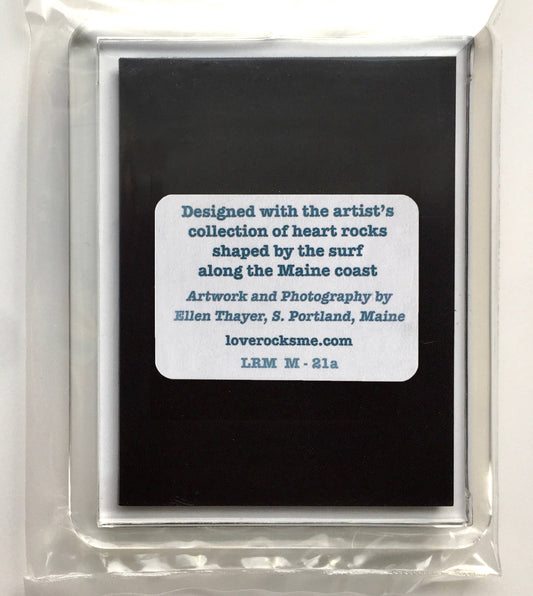 Designed with the artist's
collection of heart rocks
shaped by the surf
along the Maine coast
Artwork and Photography by
Ellen Thayer, S. Portland, Maine
loverocksme.com
LRM M - 21a